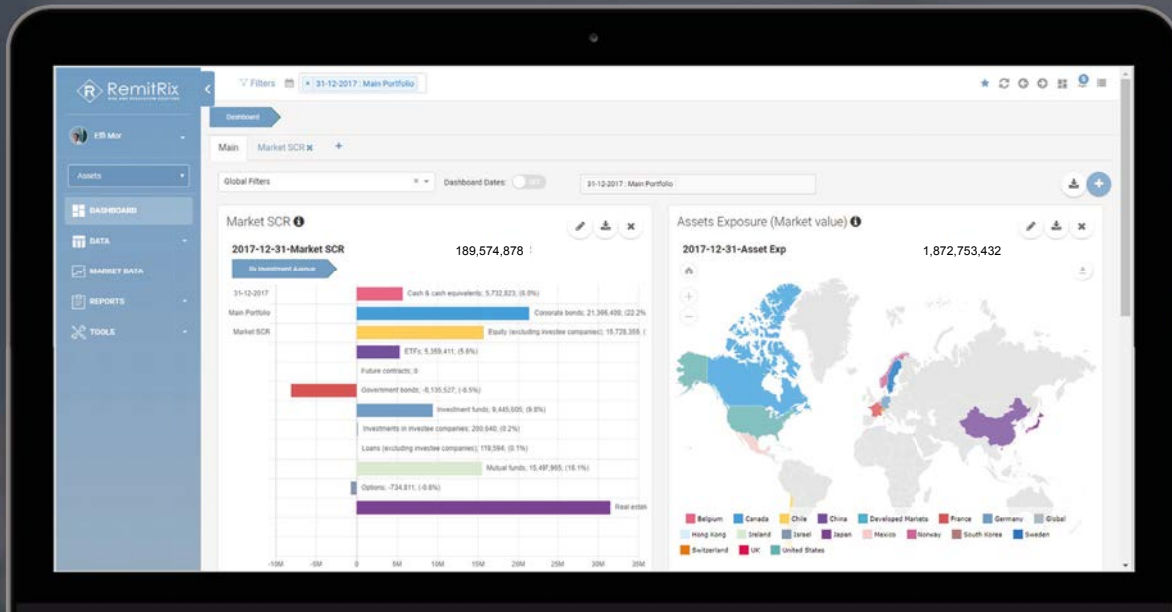 RemitRix
Filters
× 31-12-2017 : Main Portfolio
Effi Mor
Dashboard
Main
Market SCR ×
+
Assets
Global Filters
× 
Dashboard Dates:
OFF
31-12-2017 : Main Portfolio
DASHBOARD
DATA
MARKET DATA
REPORTS
TOOLS
Market SCR
2017-12-31-Market SCR
189,574,878
31-12-2017
Main Portfolio
Market SCR
Cash & cash equivalents; 5,732,823; (6.0%)
Corporate bonds; 21,366,409; (22.2%
Equity (excluding investee companies); 15,728,355; (
ETFs; 5,359,411; (5.6%)
Future contracts; 0
Government bonds; -8,135,527; (-8.5%)
Investment funds; 9,445,605; (9.8%)
Investments in investee companies; 200,640; (0.2%)
Loans (excluding investee companies); 119,594; (0.1%)
Mutual funds; 15,497,965; (16.1%)
Options; -734,811; (-0.8%)
Real estate
-10M -5M 0 5M 10M 15M 20M 25M 30M 35M
Assets Exposure (Market value)
2017-12-31-Asset Exp
1,872,753,432
Belgium Canada Chile China Developed Markets France Germany Global
Hong Kong Ireland Israel Japan Mexico Norway South Korea Sweden
Switzerland UK United States